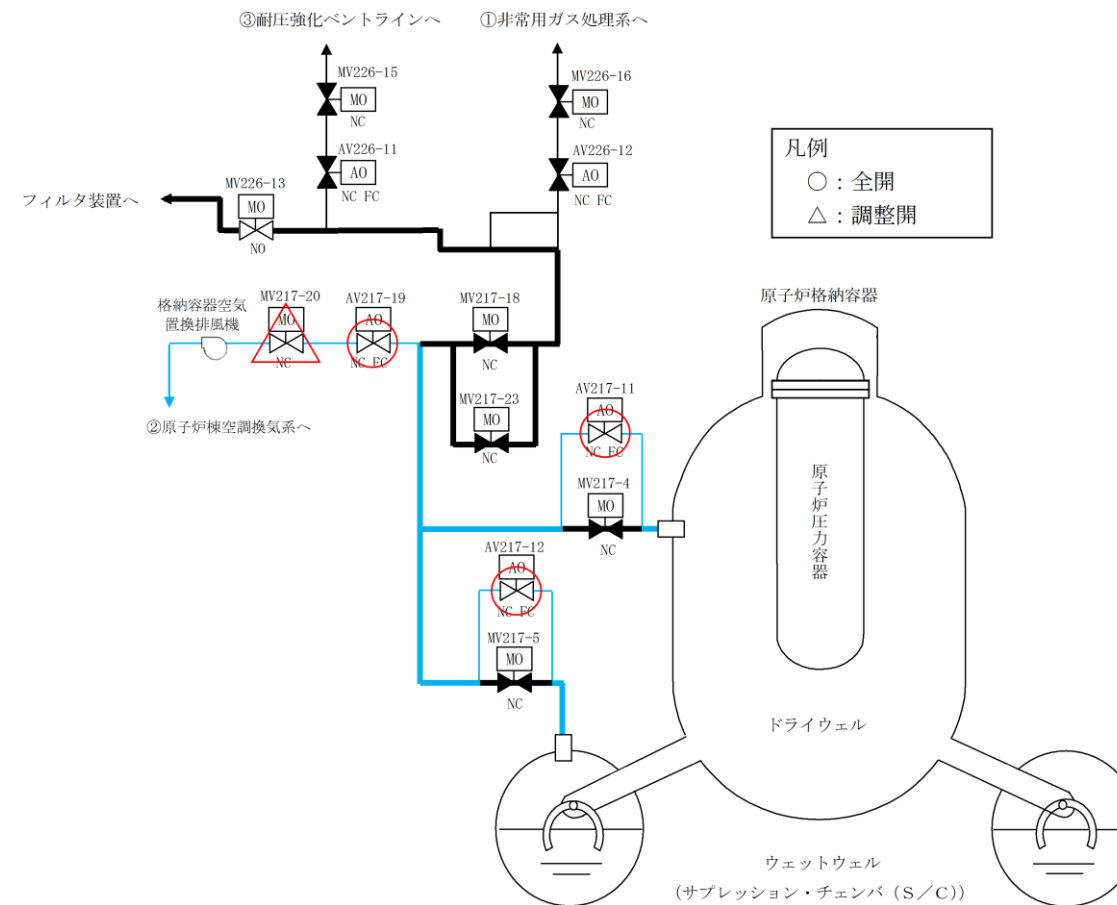 ③耐圧強化ベントラインへ
①非常用ガス処理系へ
MV226-15
MO
NC
MV226-16
MO
NC
AV226-11
AO
NC FC
AV226-12
AO
NC FC
凡例
○：全開
△：調整開
フィルタ装置へ
MV226-13
MO
NO
格納容器空気
置換排風機
MV217-20
MO
NC
AV217-19
AO
NC FC
MV217-18
MO
NC
原子炉格納容器
②原子炉棟空調換気系へ
MV217-23
MO
NC
AV217-11
AO
NC FC
MV217-4
MO
NC
原子炉圧力容器
AV217-12
AO
NC FC
MV217-5
MO
NC
ドライウェル
ウェットウェル
(サプレッション・チェンバ（Ｓ／Ｃ）)